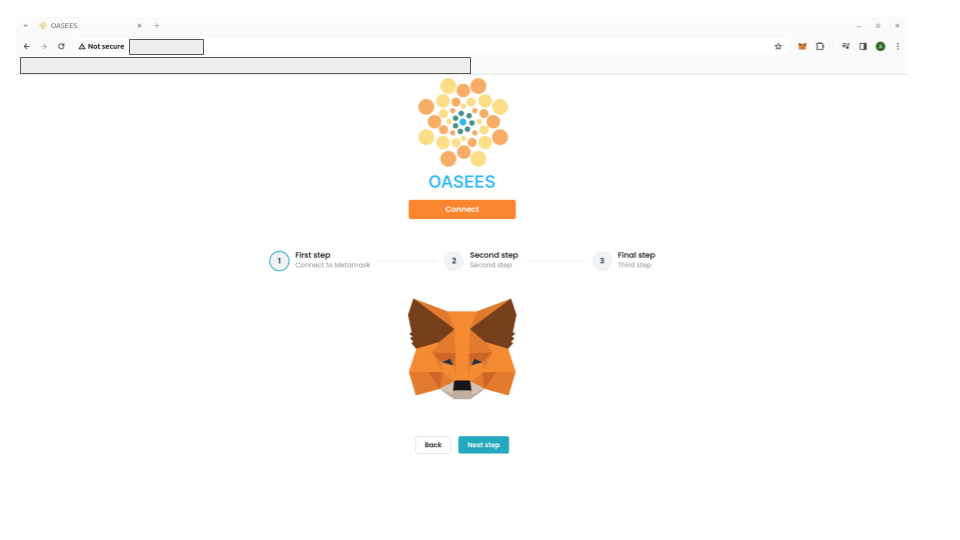 OASEES
Not secure
A
OASEES
Connect
1 First step 2 Second step 3 Final step
Connect to Metamask Second step Third step
Back Next step